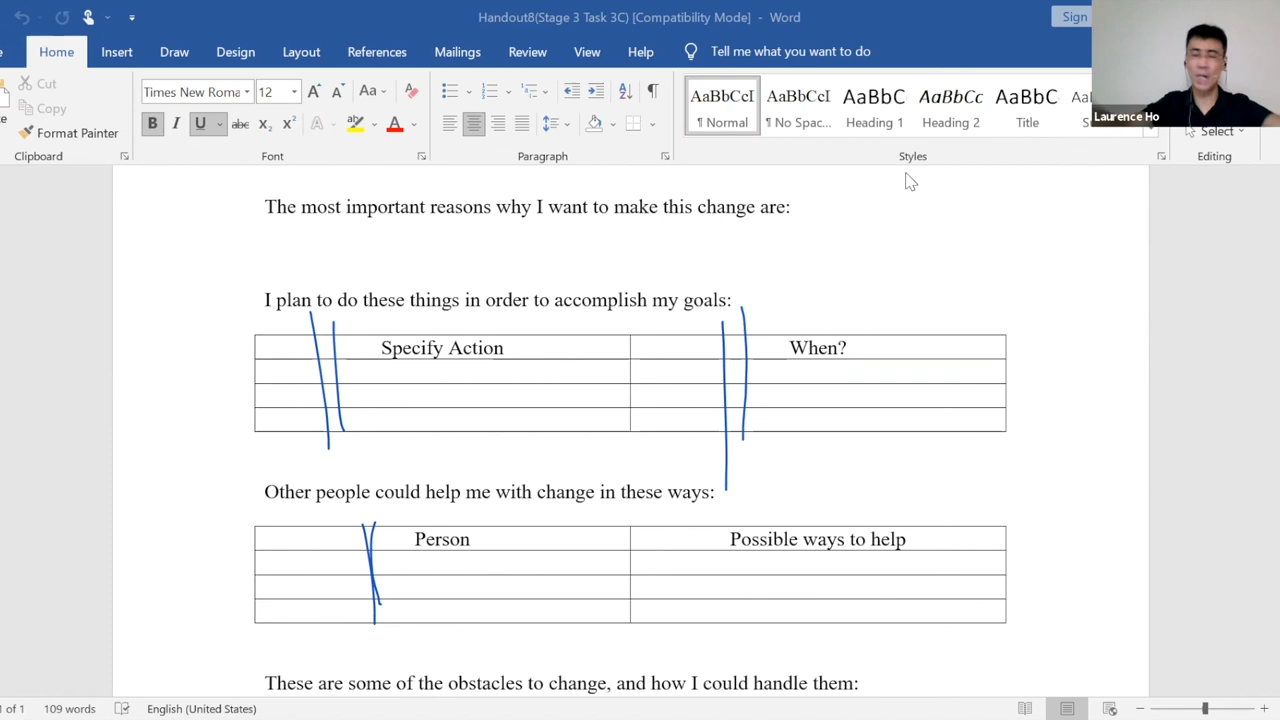 Handout8(Stage 3 Task 3C) [Compatibility Mode] - Word
Sign
Home Insert Draw Design Layout References Mailings Review View Help Tell me what you want to do
Cut
Copy
Format Painter
Clipboard
Times New Roma 12 Aa
B I U abc X₂ X² A A
Font
Paragraph
AaBbCcI AaBbCcI AaBbC AaBbCc AaBbC
¶ Normal ¶ No Spac... Heading 1 Heading 2 Title
Styles
Laurence Ho
Select
Editing
The most important reasons why I want to make this change are:
I plan to do these things in order to accomplish my goals:
Specify Action When?
Other people could help me with change in these ways:
Person Possible ways to help
These are some of the obstacles to change, and how I could handle them:
1 of 1 109 words English (United States)